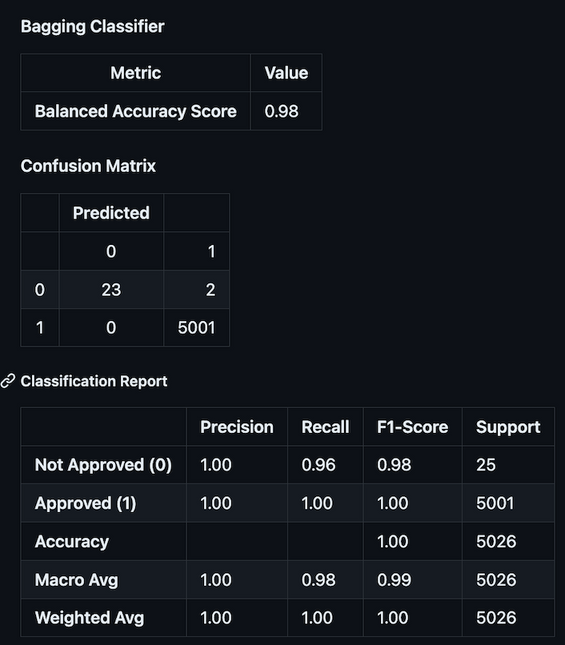 Bagging Classifier
Metric Value
Balanced Accuracy Score 0.98
Confusion Matrix
Predicted
0 1
0 23 2
1 0 5001
Classification Report
Precision Recall F1-Score Support
Not Approved (0) 1.00 0.96 0.98 25
Approved (1) 1.00 1.00 1.00 5001
Accuracy 1.00 5026
Macro Avg 1.00 0.98 0.99 5026
Weighted Avg 1.00 1.00 1.00 5026